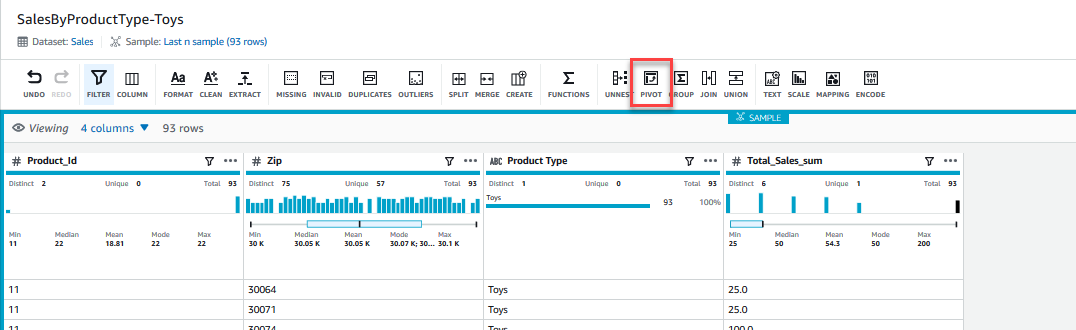 SalesByProductType-Toys
Dataset: Sales Sample: Last n sample (93 rows)
UNDO REDO FILTER COLUMN FORMAT CLEAN EXTRACT MISSING INVALID DUPLICATES OUTLIERS SPLIT MERGE CREATE FUNCTIONS UNNEST PIVOT GROUP JOIN UNION TEXT SCALE MAPPING ENCODE
SAMPLE
Viewing 4 columns 93 rows
# Product_Id # Zip ABC Product Type # Total_Sales_sum
Distinct 2 Unique 0 Total 93 Distinct 75 Unique 57 Total 93 Distinct 1 Unique 0 Total 93 Distinct 6 Unique 1 Total 93
Toys 93 100%
Min Median Mean Mode Max Min Median Mean Mode Max Min Median Mean Mode Max
11 22 18.81 22 22 30 K 30.05 K 30.05 K 30.07 K; 30... 30.1 K 25 50 54.3 50 200
11 30064 Toys 25.0
11 30071 Toys 25.0
11 30074 Toys 100.0